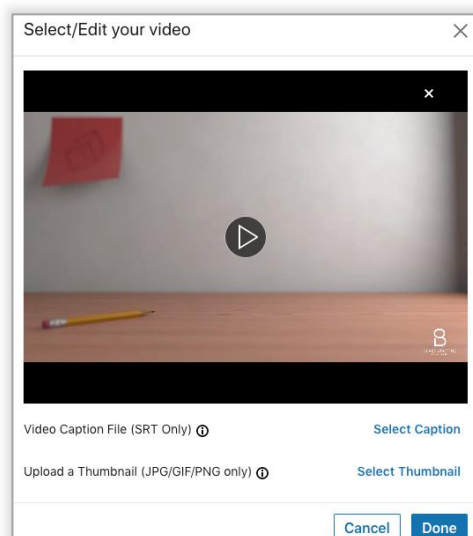 Select/Edit your video
Video Caption File (SRT Only)
Select Caption
Upload a Thumbnail (JPG/GIF/PNG only)
Select Thumbnail
Cancel
Done